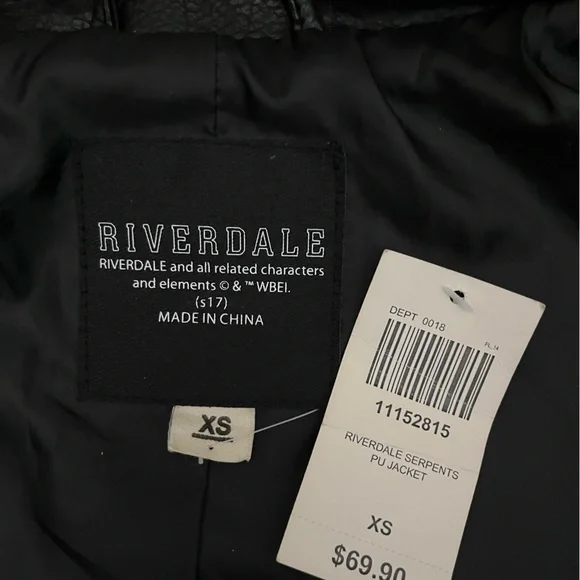 RIVERDALE
RIVERDALE and all related characters
and elements © & ™ WBEI.
(s17)
MADE IN CHINA
XS
DEPT 0018
PL_14
11152815
RIVERDALE SERPENTS
PU JACKET
XS
$69.90